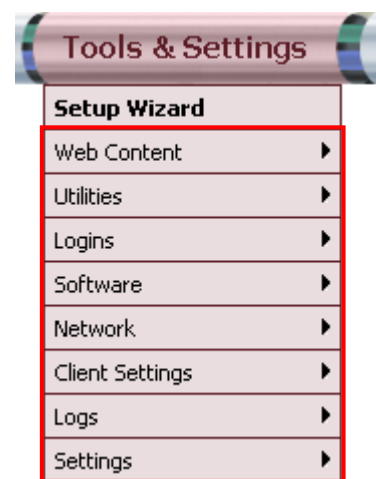 Tools & Settings
Setup Wizard
Web Content
Utilities
Logins
Software
Network
Client Settings
Logs
Settings